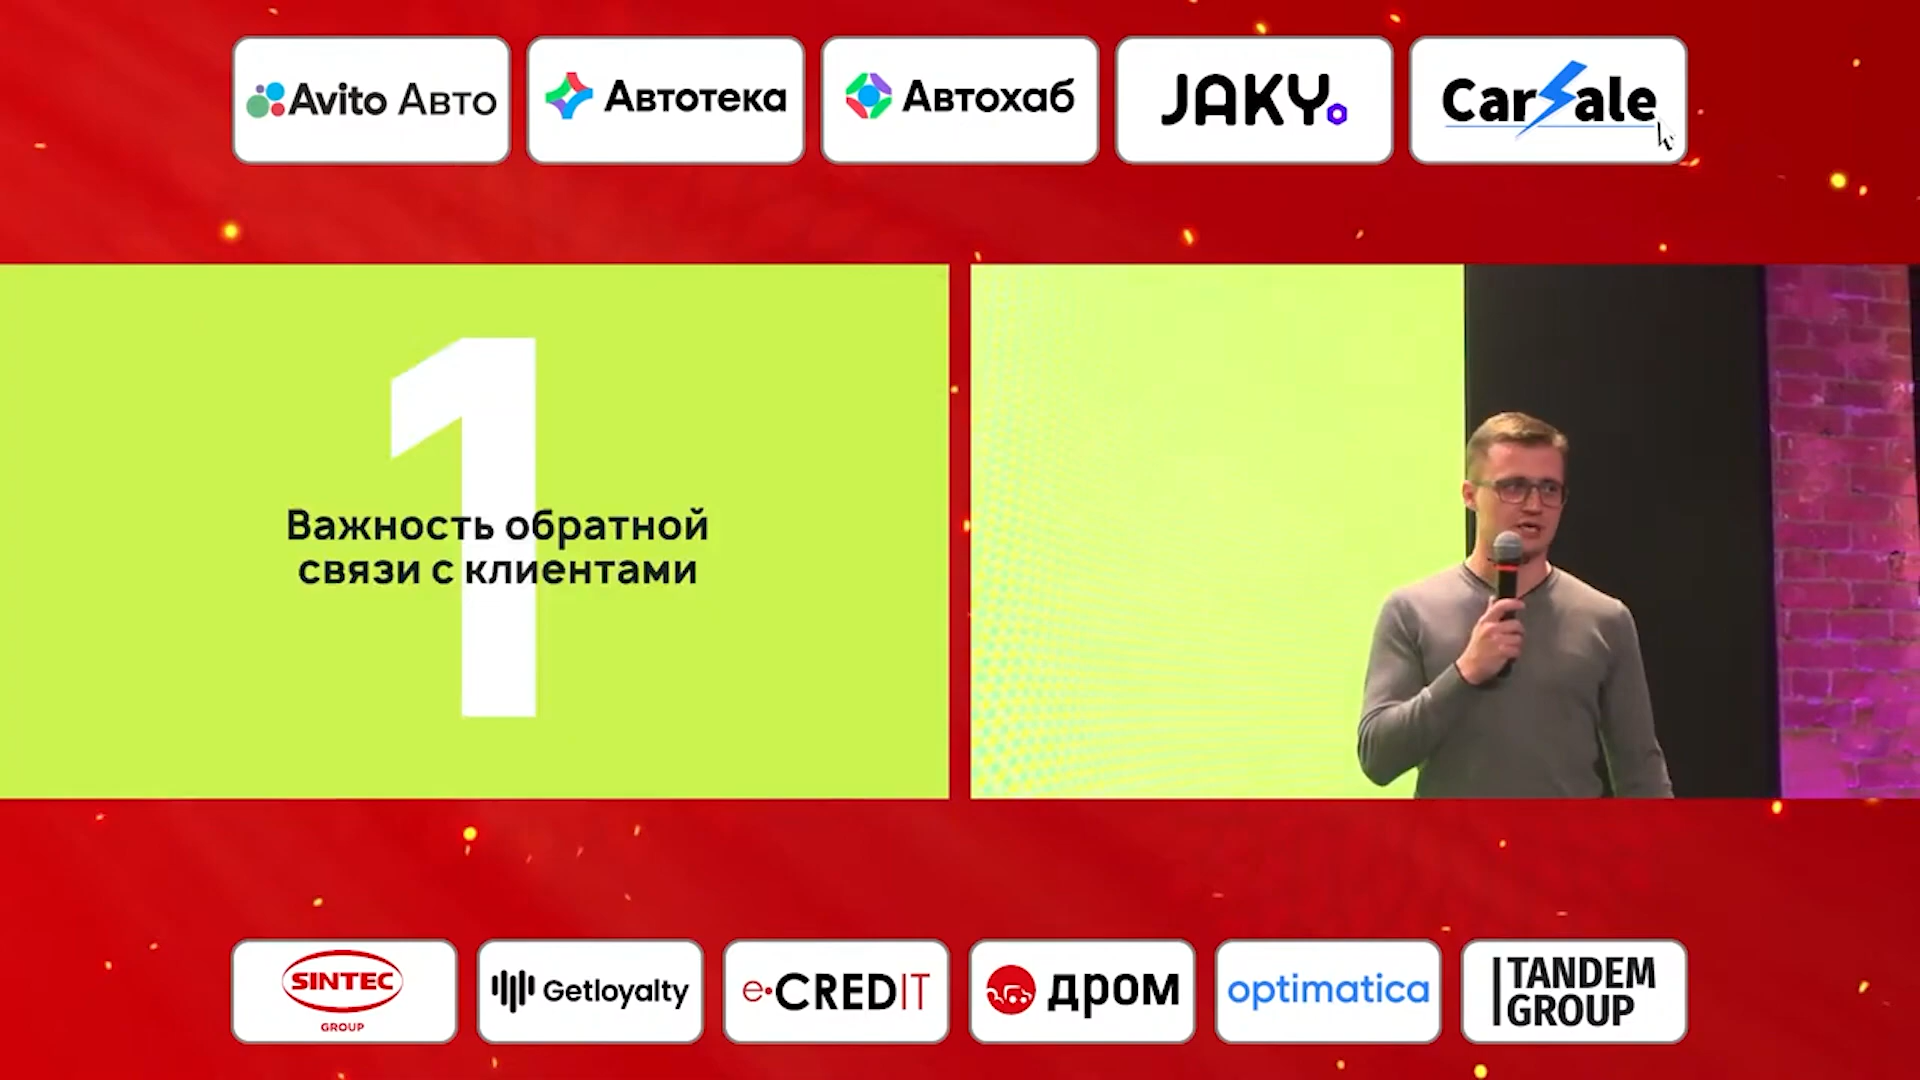 Avito Авто
Автотека
Автохаб
JAKY
CarSale
1
Важность обратной
связи с клиентами
SINTEC
GROUP
Getloyalty
e·CREDIT
дром
optimatica
TANDEM
GROUP